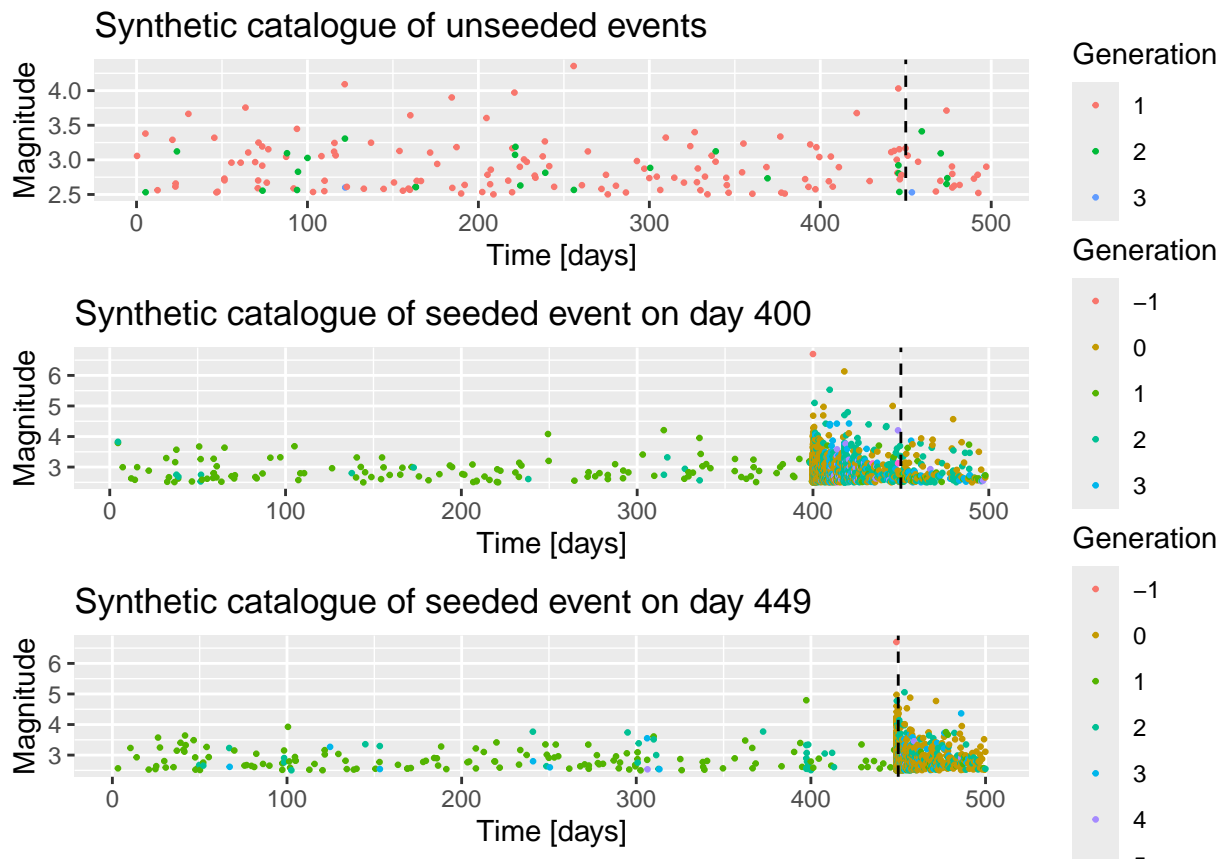 Synthetic catalogue of unseeded events
Magnitude
4.0
3.5
3.0
2.5
0 100 200 300 400 500
Time [days]
Generation
1
2
3
Synthetic catalogue of seeded event on day 400
Magnitude
6
5
4
3
0 100 200 300 400 500
Time [days]
Generation
−1
0
1
2
3
Synthetic catalogue of seeded event on day 449
Magnitude
6
5
4
3
0 100 200 300 400 500
Time [days]
Generation
−1
0
1
2
3
4